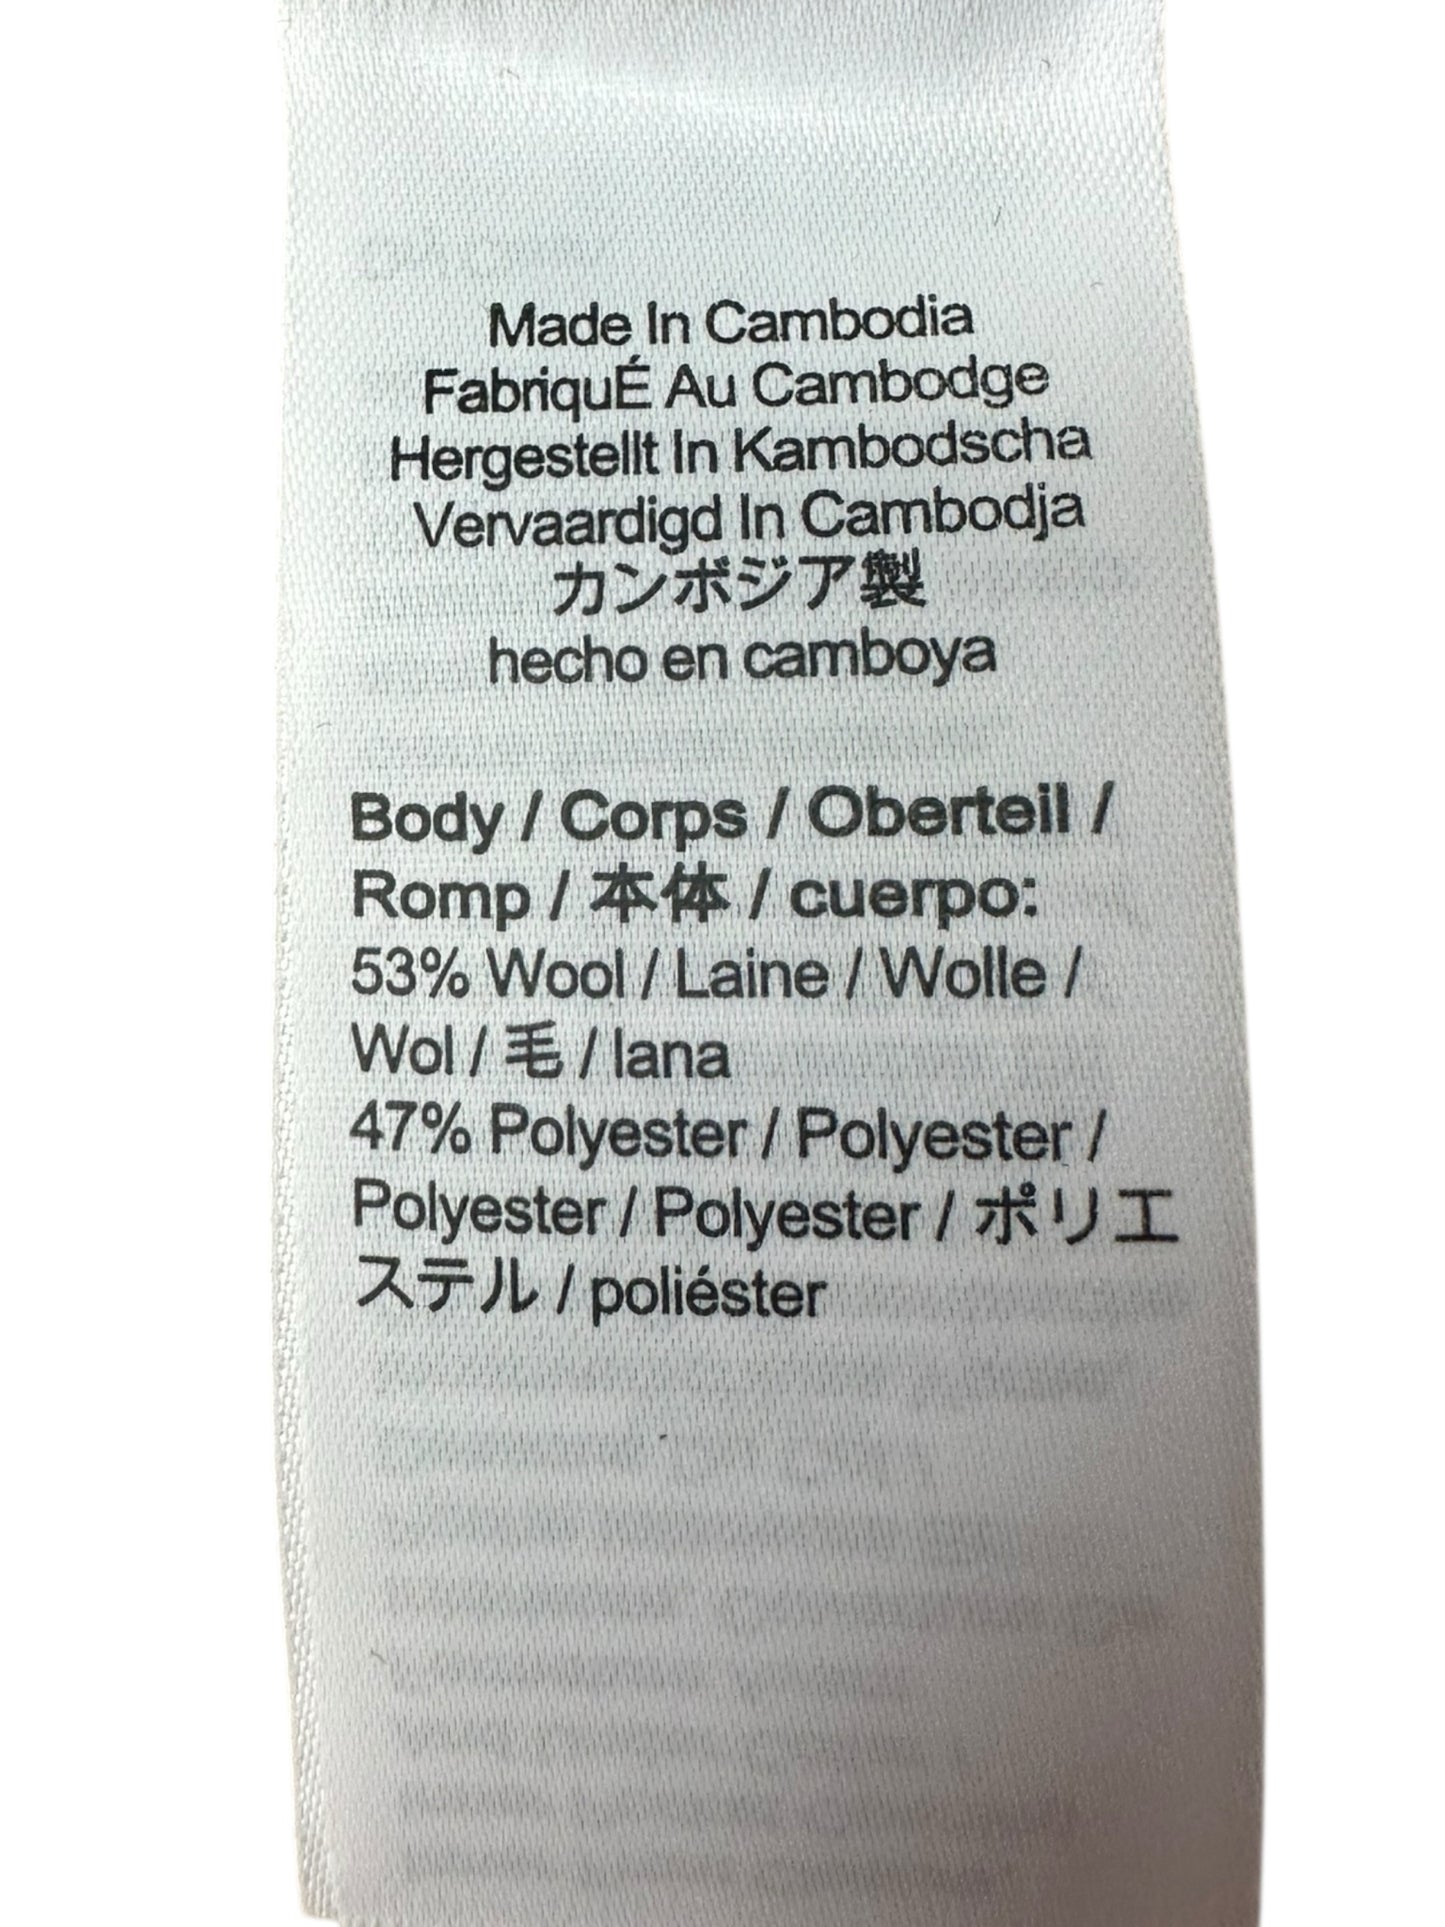 Made In Cambodia
FabriquÉ Au Cambodge
Hergestellt In Kambodscha
Vervaardigd In Cambodja
カンボジア製
hecho en camboya
Body / Corps / Oberteil /
Romp / 本体 / cuerpo:
53% Wool / Laine / Wolle /
Wol / 毛 / lana
47% Polyester / Polyester /
Polyester / Polyester / ポリエ
ステル / poliéster